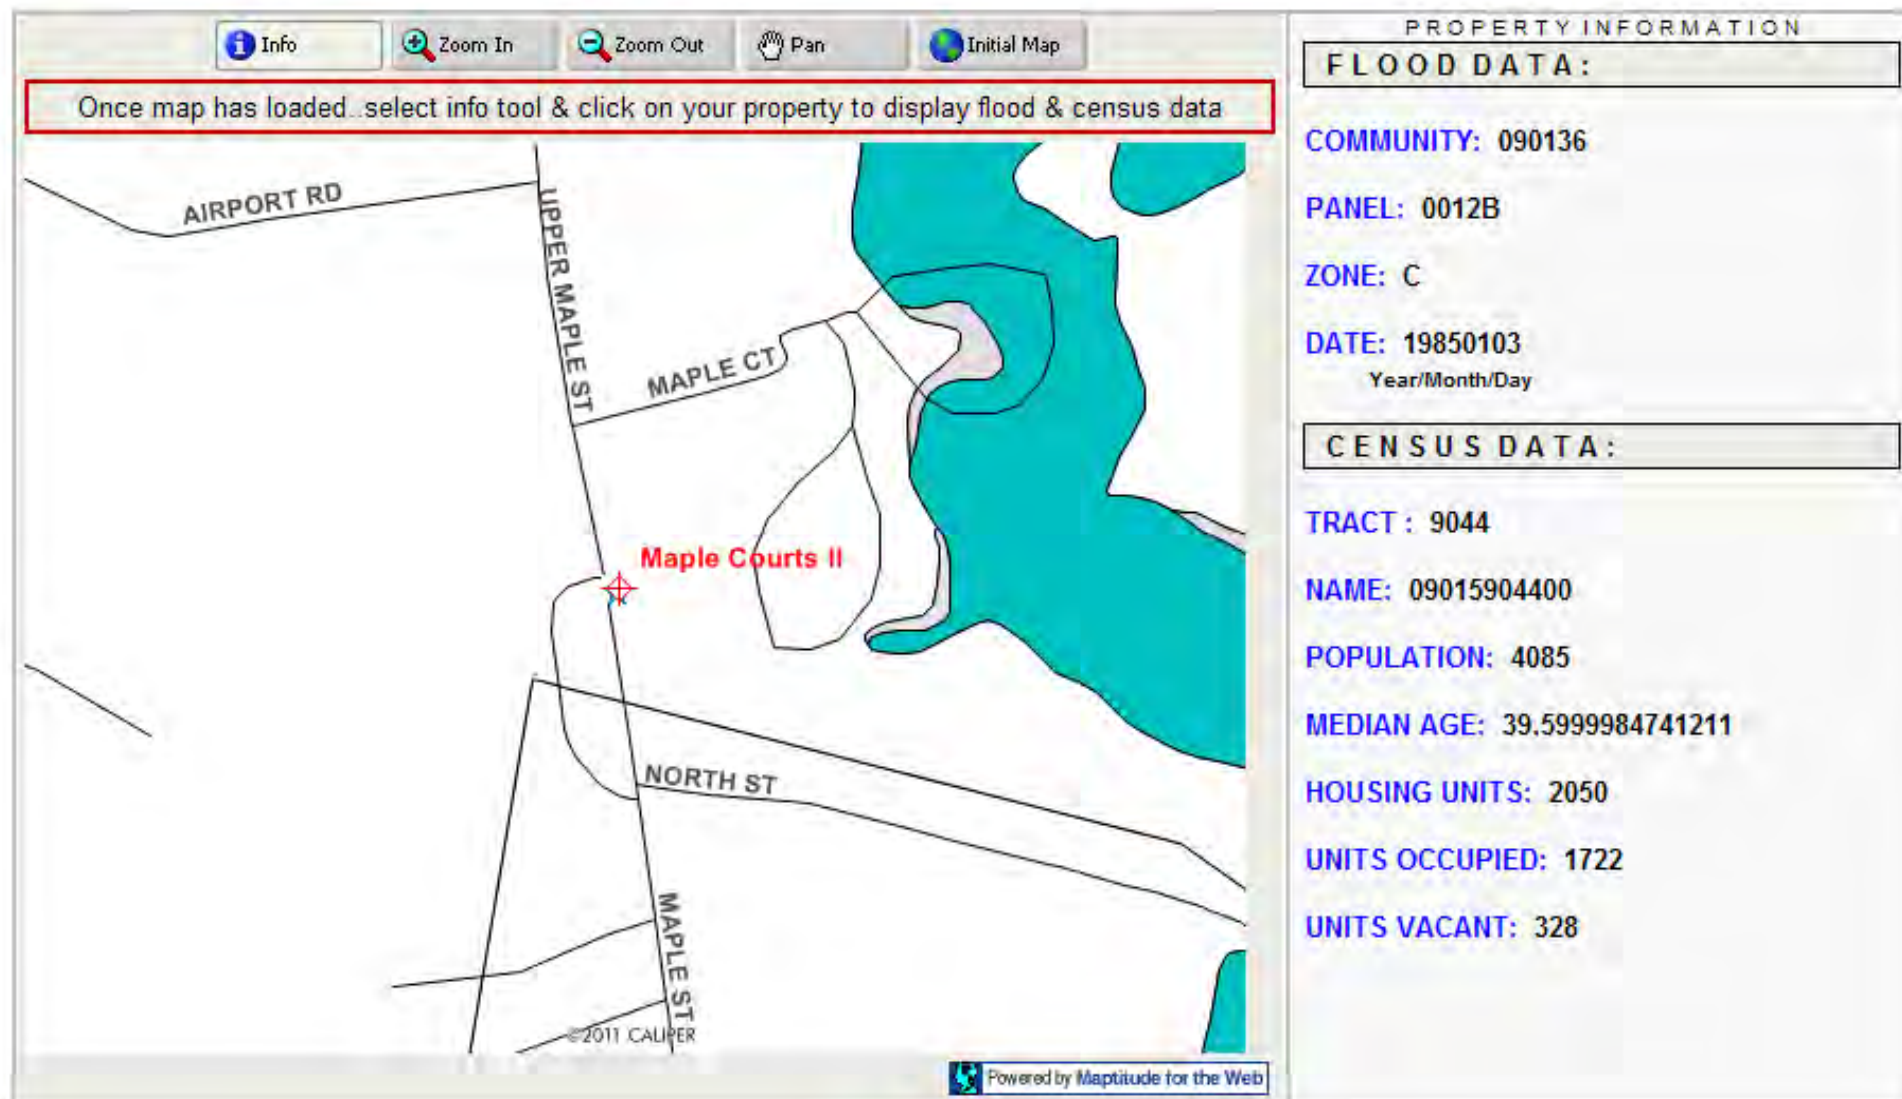 Info
Zoom In
Zoom Out
Pan
Initial Map
Once map has loaded..select info tool & click on your property to display flood & census data
AIRPORT RD
UPPER MAPLE ST
MAPLE CT
Maple Courts II
NORTH ST
MAPLE ST
©2011 CALIPER
Powered by Maptitude for the Web
PROPERTY INFORMATION
FLOOD DATA:
COMMUNITY: 090136
PANEL: 0012B
ZONE: C
DATE: 19850103
Year/Month/Day
CENSUS DATA:
TRACT : 9044
NAME: 09015904400
POPULATION: 4085
MEDIAN AGE: 39.5999984741211
HOUSING UNITS: 2050
UNITS OCCUPIED: 1722
UNITS VACANT: 328